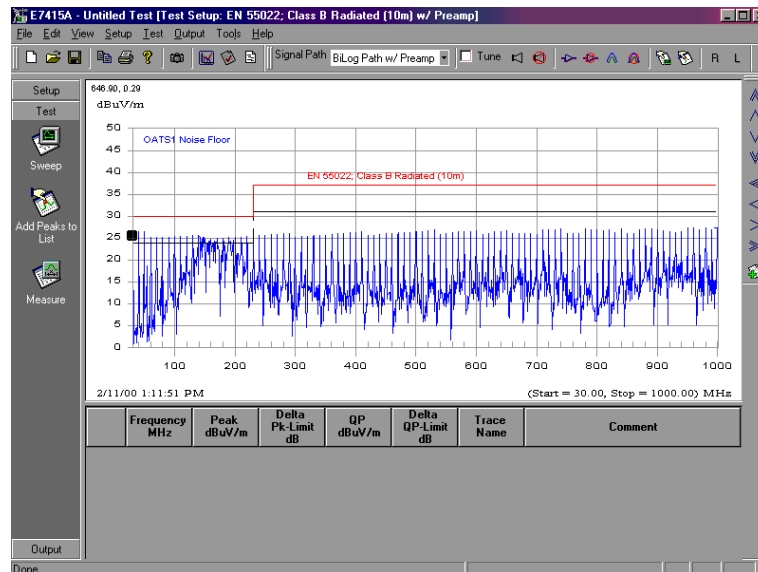 E7415A - Untitled Test [Test Setup: EN 55022; Class B Radiated (10m) w/ Preamp]
File Edit View Setup Test Output Tools Help
Signal Path BiLog Path w/ Preamp Tune R L
Setup
Test
Sweep
Add Peaks to
List
Measure
Output
646.90, 0.29
dBuV/m
OATS1 Noise Floor
EN 55022; Class B Radiated (10m)
50
45
40
35
30
25
20
15
10
5
0
100 200 300 400 500 600 700 800 900 1000
2/11/00 1:11:51 PM (Start = 30.00, Stop = 1000.00) MHz
Frequency MHz Peak dBuV/m Delta Pk-Limit dB QP dBuV/m Delta QP-Limit dB Trace Name Comment
Done